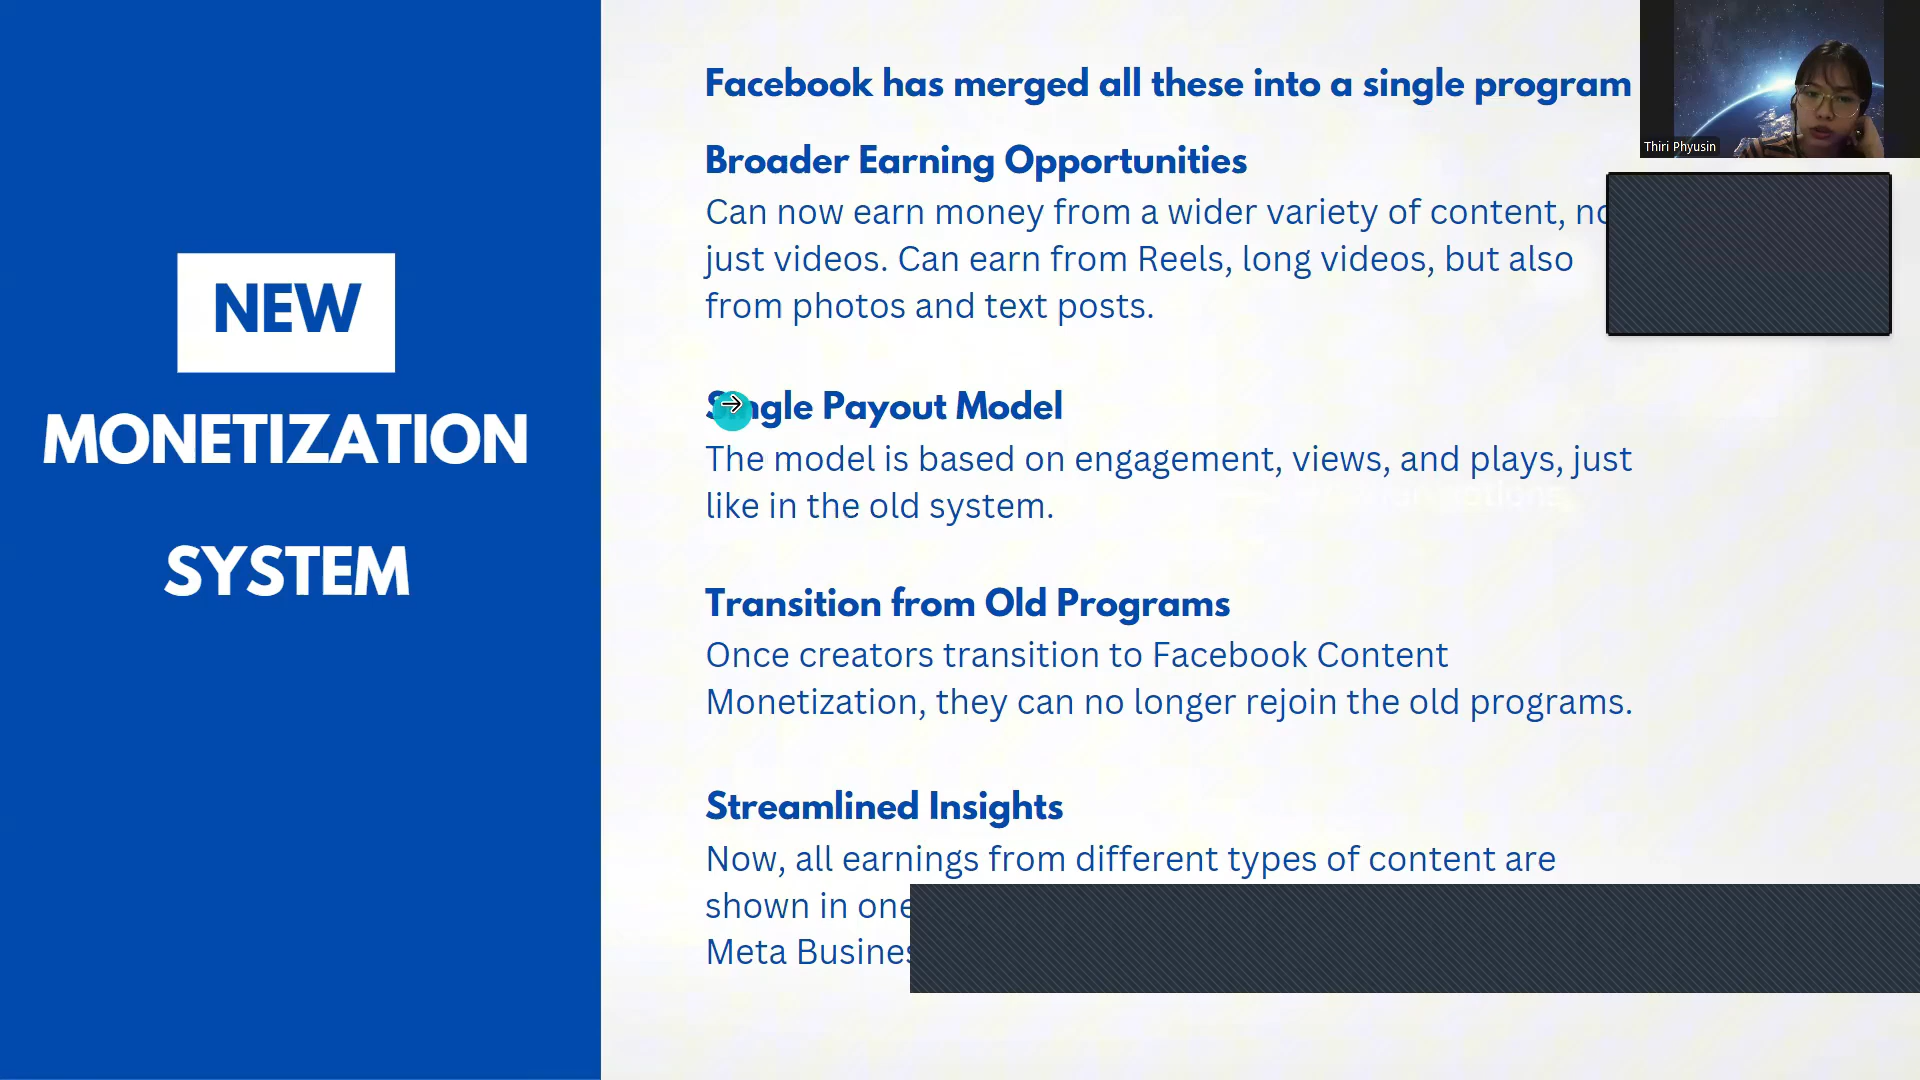 NEW
MONETIZATION
SYSTEM
Facebook has merged all these into a single program
Broader Earning Opportunities
Can now earn money from a wider variety of content,
just videos. Can earn from Reels, long videos, but also
from photos and text posts.
Single Payout Model
The model is based on engagement, views, and plays, just
like in the old system.
Transition from Old Programs
Once creators transition to Facebook Content
Monetization, they can no longer rejoin the old programs.
Streamlined Insights
Now, all earnings from different types of content are
shown in one
Meta
Thiri Phyusin